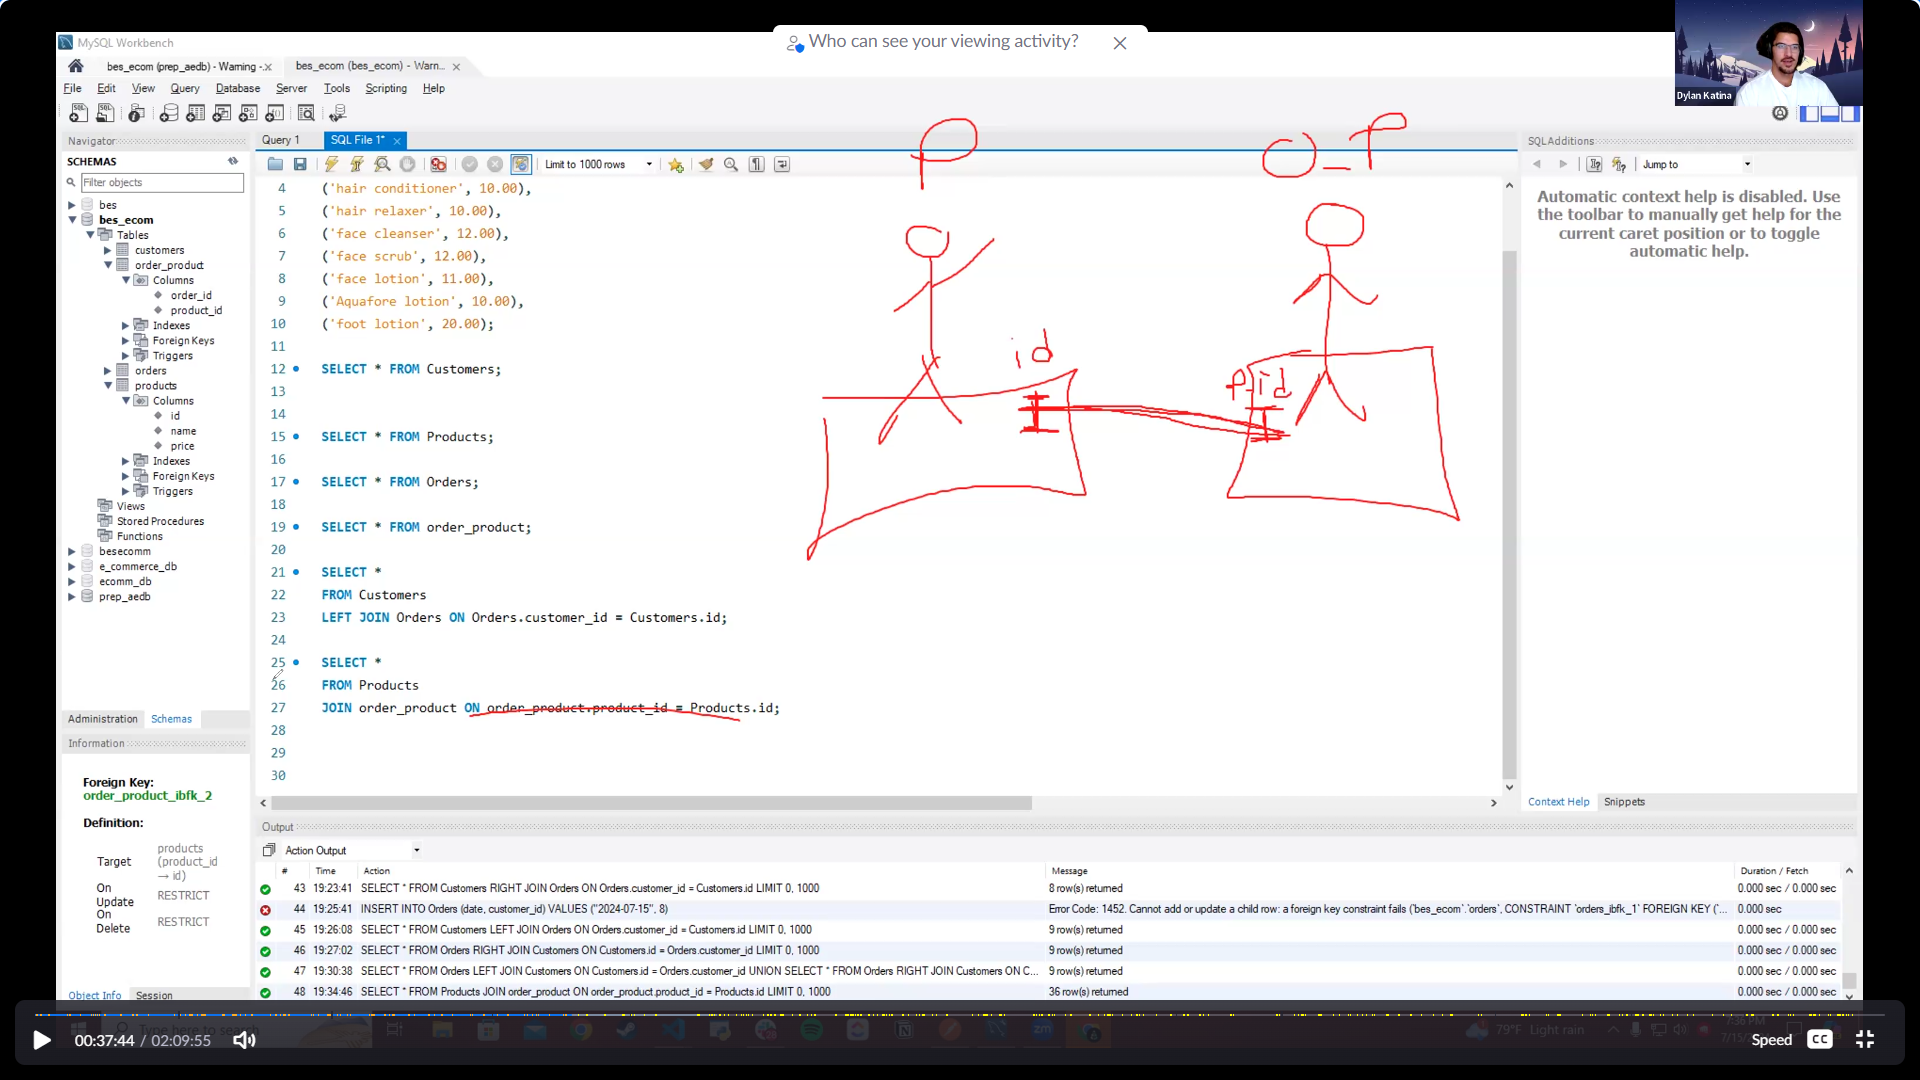 Who can see your viewing activity?
MySQL Workbench
Dylan Katina
bes_ecom (prep_aedb) - Warning -
bes_ecom (bes_ecom) - Warn...
File Edit View Query Database Server Tools Scripting Help
Navigator
SCHEMAS
Filter objects
bes
bes_ecom
Tables
customers
order_product
Columns
order_id
product_id
Indexes
Foreign Keys
Triggers
orders
products
Columns
id
name
price
Indexes
Foreign Keys
Triggers
Views
Stored Procedures
Functions
besecomm
e_commerce_db
ecomm_db
prep_aedb
Administration Schemas
Information
Foreign Key:
order_product_ibfk_2
Definition:
Target products (product_id → id)
On Update RESTRICT
On Delete RESTRICT
Object Info Session
Query 1 SQL File 1*
Limit to 1000 rows
4 ('hair conditioner', 10.00),
5 ('hair relaxer', 10.00),
6 ('face cleanser', 12.00),
7 ('face scrub', 12.00),
8 ('face lotion', 11.00),
9 ('Aquafore lotion', 10.00),
10 ('foot lotion', 20.00);
11
12 SELECT * FROM Customers;
13
14
15 SELECT * FROM Products;
16
17 SELECT * FROM Orders;
18
19 SELECT * FROM order_product;
20
21 SELECT *
22 FROM Customers
23 LEFT JOIN Orders ON Orders.customer_id = Customers.id;
24
25 SELECT *
26 FROM Products
27 JOIN order_product ON order_product.product_id = Products.id;
28
29
30
P
O_P
id
P_id
SQLAdditions
Jump to
Automatic context help is disabled. Use
the toolbar to manually get help for the
current caret position or to toggle
automatic help.
Context Help Snippets
Output
Action Output
# Time Action Message Duration / Fetch
43 19:23:41 SELECT * FROM Customers RIGHT JOIN Orders ON Orders.customer_id = Customers.id LIMIT 0, 1000 8 row(s) returned 0.000 sec / 0.000 sec
44 19:25:41 INSERT INTO Orders (date, customer_id) VALUES ("2024-07-15", 8) Error Code: 1452. Cannot add or update a child row: a foreign key constraint fails (`bes_ecom`.`orders`, CONSTRAINT `orders_ibfk_1` FOREIGN KEY (`... 0.000 sec
45 19:26:08 SELECT * FROM Customers LEFT JOIN Orders ON Orders.customer_id = Customers.id LIMIT 0, 1000 9 row(s) returned 0.000 sec / 0.000 sec
46 19:27:02 SELECT * FROM Orders RIGHT JOIN Customers ON Customers.id = Orders.customer_id LIMIT 0, 1000 9 row(s) returned 0.000 sec / 0.000 sec
47 19:30:38 SELECT * FROM Orders LEFT JOIN Customers ON Customers.id = Orders.customer_id UNION SELECT * FROM Orders RIGHT JOIN Customers ON C... 9 row(s) returned 0.000 sec / 0.000 sec
48 19:34:46 SELECT * FROM Products JOIN order_product ON order_product.product_id = Products.id LIMIT 0, 1000 36 row(s) returned 0.000 sec / 0.000 sec
Type here to search
79°F Light rain
00:37:44 / 02:09:55
Speed CC